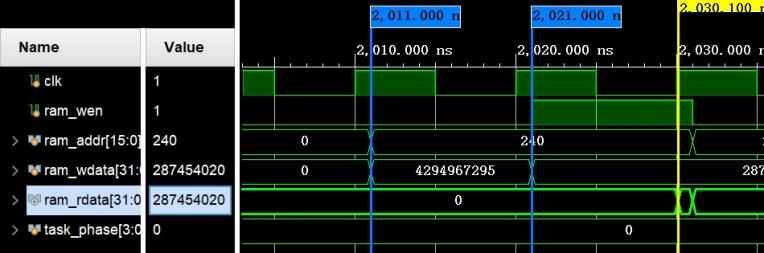 2,011.000 n 2,021.000 n 2,030.100 n
Name Value 2,010.000 ns 2,020.000 ns 2,030.000 ns
clk 1
ram_wen 1
ram_addr[15:0] 240 0 240
ram_wdata[31: 287454020 0 4294967295 287
ram_rdata[31:0 287454020 0
task_phase[3:0 0 0